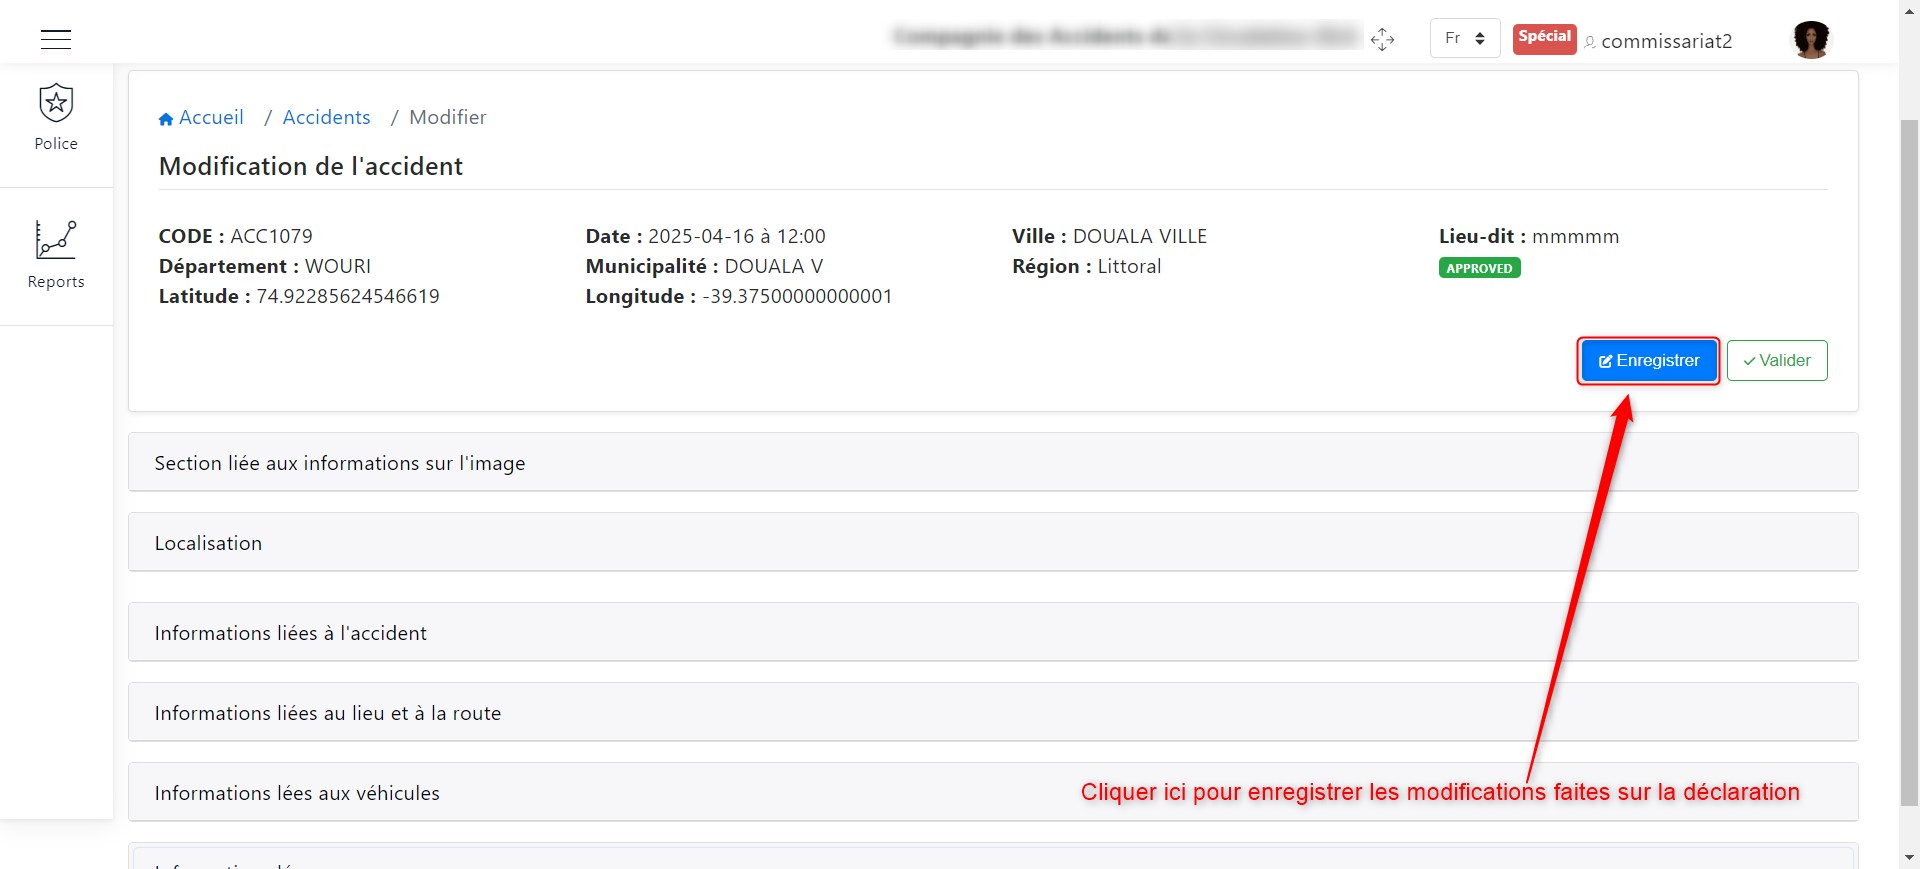 Fr
Spécial
commissariat2
Police
Reports
Accueil / Accidents / Modifier
Modification de l'accident
CODE : ACC1079
Date : 2025-04-16 à 12:00
Ville : DOUALA VILLE
Lieu-dit : mmmmm
Département : WOURI
Municipalité : DOUALA V
Région : Littoral
APPROVED
Latitude : 74.92285624546619
Longitude : -39.37500000000001
Enregistrer
Valider
Section liée aux informations sur l'image
Localisation
Informations liées à l'accident
Informations liées au lieu et à la route
Informations lées aux véhicules
Cliquer ici pour enregistrer les modifications faites sur la déclaration